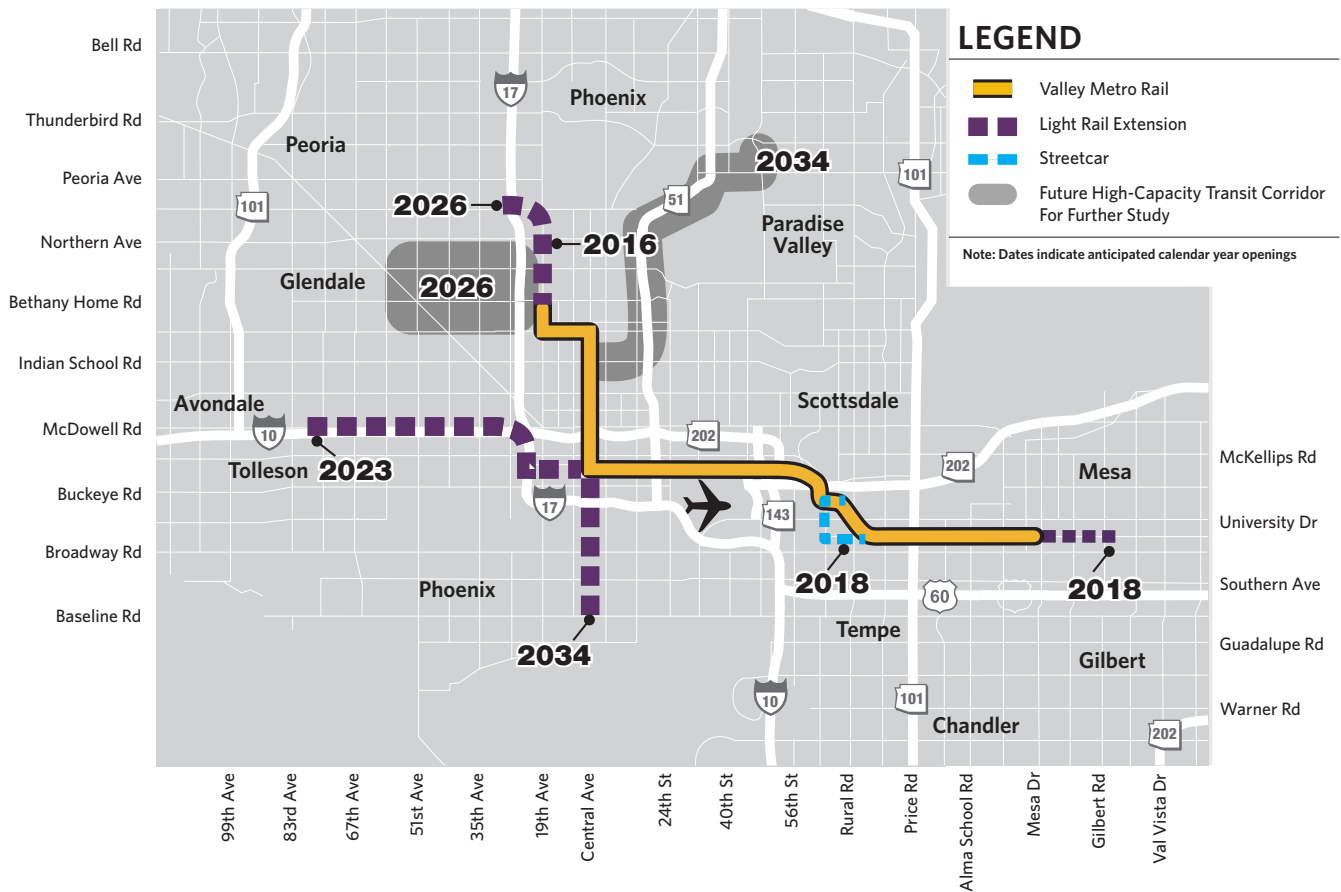 Bell Rd
Thunderbird Rd
Peoria Ave
Northern Ave
Bethany Home Rd
Indian School Rd
McDowell Rd
Buckeye Rd
Broadway Rd
Baseline Rd
17
Phoenix
Peoria
101
2026
2016
Glendale
2026
51
2034
Paradise
Valley
101
Avondale
10
Tolleson
2023
17
202
Scottsdale
143
202
Mesa
2018
2018
60
Phoenix
2034
Tempe
Gilbert
10
101
Chandler
202
LEGEND
Valley Metro Rail
Light Rail Extension
Streetcar
Future High-Capacity Transit Corridor
For Further Study
Note: Dates indicate anticipated calendar year openings
McKellips Rd
University Dr
Southern Ave
Guadalupe Rd
Warner Rd
99th Ave
83rd Ave
67th Ave
51st Ave
35th Ave
19th Ave
Central Ave
24th St
40th St
56th St
Rural Rd
Price Rd
Alma School Rd
Mesa Dr
Gilbert Rd
Val Vista Dr